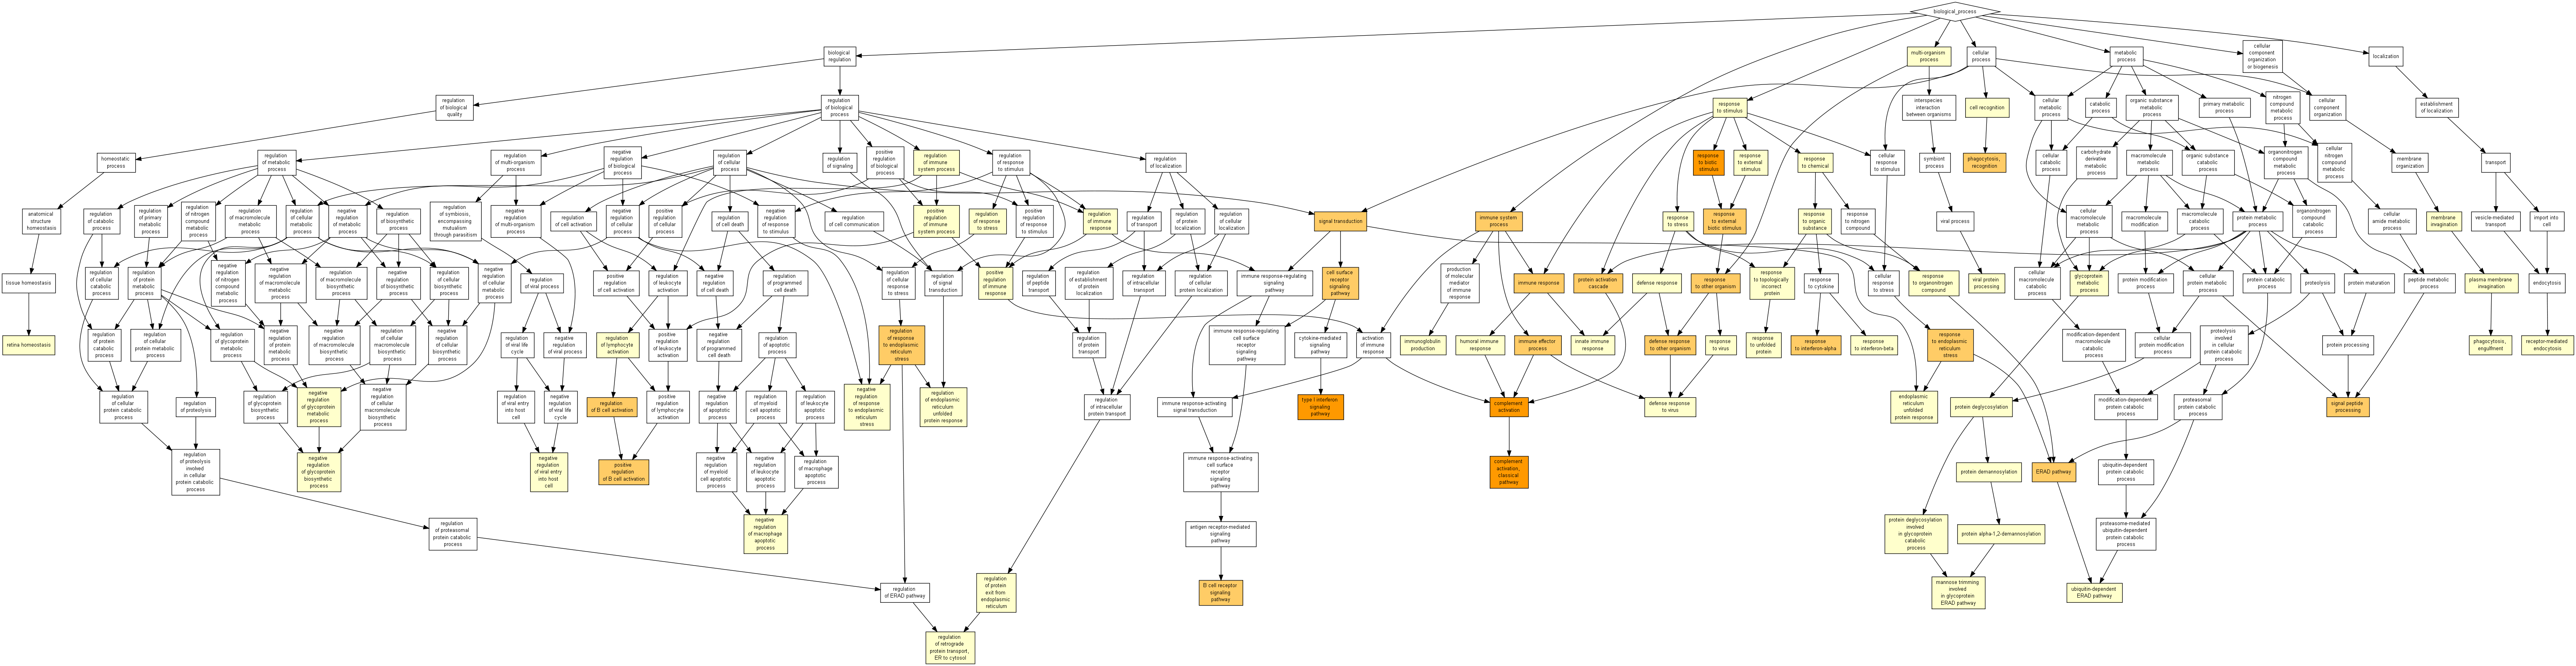 biological_process
biological
regulation
multi-organism
process
cellular
process
metabolic
process
cellular
component
organization
or biogenesis
localization
regulation
of biological
quality
regulation
of biological
process
response
to stimulus
interspecies
interaction
between organisms
cell recognition
cellular
metabolic
process
catabolic
process
organic substance
metabolic
process
primary metabolic
process
nitrogen
compound
metabolic
process
cellular
component
organization
establishment
of localization
homeostatic
process
regulation
of metabolic
process
regulation
of multi-organism
process
negative
regulation
of biological
process
regulation
of cellular
process
regulation
of signaling
positive
regulation
of biological
process
regulation
of immune
system process
regulation
of response
to stimulus
regulation
of localization
response
to biotic
stimulus
response
to external
stimulus
response
to chemical
cellular
response
to stimulus
symbiont
process
phagocytosis,
recognition
cellular
catabolic
process
carbohydrate
derivative
metabolic
process
macromolecule
metabolic
process
organic substance
catabolic
process
organonitrogen
compound
metabolic
process
cellular
nitrogen
compound
metabolic
process
membrane
organization
transport
anatomical
structure
homeostasis
regulation
of catabolic
process
regulation
of primary
metabolic
process
regulation
of nitrogen
compound
metabolic
process
regulation
of macromolecule
metabolic
process
regulation
of cellular
metabolic
process
negative
regulation
of metabolic
process
regulation
of biosynthetic
process
regulation
of symbiosis,
encompassing
mutualism
through parasitism
negative
regulation
of multi-organism
process
regulation
of cell activation
negative
regulation
of cellular
process
positive
regulation
of cellular
process
regulation
of cell death
negative
regulation
of response
to stimulus
regulation
of cell communication
positive
regulation
of immune
system process
regulation
of response
to stress
positive
regulation
of response
to stimulus
regulation
of immune
response
regulation
of transport
regulation
of protein
localization
regulation
of cellular
localization
signal transduction
immune system
process
response
to stress
response
to external
biotic stimulus
response
to organic
substance
response
to nitrogen
compound
viral process
cellular
macromolecule
metabolic
process
macromolecule
modification
macromolecule
catabolic
process
protein metabolic
process
organonitrogen
compound
catabolic
process
cellular
amide metabolic
process
membrane
invagination
vesicle-mediated
transport
import into
cell
tissue homeostasis
regulation
of cellular
catabolic
process
regulation
of protein
metabolic
process
negative
regulation
of nitrogen
compound
metabolic
process
negative
regulation
of macromolecule
metabolic
process
regulation
of macromolecule
biosynthetic
process
negative
regulation
of biosynthetic
process
regulation
of cellular
biosynthetic
process
negative
regulation
of cellular
metabolic
process
regulation
of viral process
positive
regulation
of cell activation
regulation
of leukocyte
activation
negative
regulation
of cell death
regulation
of programmed
cell death
regulation
of cellular
response
to stress
regulation
of signal
transduction
positive
regulation
of immune
response
regulation
of peptide
transport
regulation
of establishment
of protein
localization
regulation
of intracellular
transport
regulation
of cellular
protein localization
immune response-regulating
signaling
pathway
cell surface
receptor
signaling
pathway
production
of molecular
mediator
of immune
response
immune response
protein activation
cascade
defense response
response
to other organism
response
to topologically
incorrect
protein
response
to cytokine
cellular
response
to stress
response
to organonitrogen
compound
viral protein
processing
cellular
macromolecule
catabolic
process
glycoprotein
metabolic
process
protein modification
process
cellular
protein metabolic
process
protein catabolic
process
proteolysis
protein maturation
peptide metabolic
process
plasma membrane
invagination
endocytosis
retina homeostasis
regulation
of protein
catabolic
process
regulation
of cellular
protein metabolic
process
regulation
of glycoprotein
metabolic
process
negative
regulation
of protein
metabolic
process
negative
regulation
of macromolecule
biosynthetic
process
regulation
of cellular
macromolecule
biosynthetic
process
negative
regulation
of cellular
biosynthetic
process
regulation
of viral life
cycle
negative
regulation
of viral process
regulation
of lymphocyte
activation
positive
regulation
of leukocyte
activation
negative
regulation
of programmed
cell death
regulation
of apoptotic
process
regulation
of response
to endoplasmic
reticulum
stress
regulation
of protein
transport
immune response-regulating
cell surface
receptor
signaling
pathway
cytokine-mediated
signaling
pathway
activation
of immune
response
immunoglobulin
production
humoral immune
response
immune effector
process
innate immune
response
defense response
to other organism
response
to virus
response
to unfolded
protein
response
to interferon-alpha
response
to interferon-beta
response
to endoplasmic
reticulum
stress
modification-dependent
macromolecule
catabolic
process
cellular
protein modification
process
proteolysis
involved
in cellular
protein catabolic
process
protein processing
phagocytosis,
engulfment
receptor-mediated
endocytosis
regulation
of cellular
protein catabolic
process
regulation
of proteolysis
regulation
of glycoprotein
biosynthetic
process
negative
regulation
of glycoprotein
metabolic
process
negative
regulation
of cellular
macromolecule
biosynthetic
process
regulation
of viral entry
into host
cell
negative
regulation
of viral life
cycle
regulation
of B cell activation
positive
regulation
of lymphocyte
activation
negative
regulation
of apoptotic
process
regulation
of myeloid
cell apoptotic
process
regulation
of leukocyte
apoptotic
process
negative
regulation
of response
to endoplasmic
reticulum
stress
regulation
of endoplasmic
reticulum
unfolded
protein response
regulation
of intracellular
protein transport
immune response-activating
signal transduction
type I interferon
signaling
pathway
complement
activation
defense response
to virus
endoplasmic
reticulum
unfolded
protein response
protein deglycosylation
modification-dependent
protein catabolic
process
proteasomal
protein catabolic
process
signal peptide
processing
regulation
of proteolysis
involved
in cellular
protein catabolic
process
negative
regulation
of glycoprotein
biosynthetic
process
negative
regulation
of viral entry
into host
cell
positive
regulation
of B cell activation
negative
regulation
of myeloid
cell apoptotic
process
negative
regulation
of leukocyte
apoptotic
process
regulation
of macrophage
apoptotic
process
immune response-activating
cell surface
receptor
signaling
pathway
complement
activation,
classical
pathway
protein demannosylation
ERAD pathway
ubiquitin-dependent
protein catabolic
process
regulation
of proteasomal
protein catabolic
process
negative
regulation
of macrophage
apoptotic
process
antigen receptor-mediated
signaling
pathway
protein deglycosylation
involved
in glycoprotein
catabolic
process
protein alpha-1,2-demannosylation
proteasome-mediated
ubiquitin-dependent
protein catabolic
process
regulation
of ERAD pathway
regulation
of protein
exit from
endoplasmic
reticulum
B cell receptor
signaling
pathway
mannose trimming
involved
in glycoprotein
ERAD pathway
ubiquitin-dependent
ERAD pathway
regulation
of retrograde
protein transport,
ER to cytosol